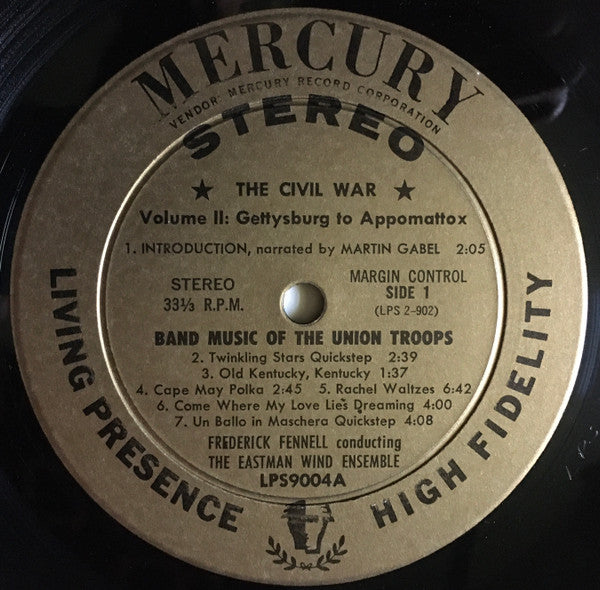 MERCURY
VENDOR: MERCURY RECORD CORPORATION
STEREO
★ THE CIVIL WAR ★
Volume II: Gettysburg to Appomattox
1. INTRODUCTION, narrated by MARTIN GABEL 2:05
STEREO
33⅓ R.P.M.
MARGIN CONTROL
SIDE 1
(LPS 2-902)
BAND MUSIC OF THE UNION TROOPS
2. Twinkling Stars Quickstep 2:39
3. Old Kentucky, Kentucky 1:37
4. Cape May Polka 2:45 5. Rachel Waltzes 6:42
6. Come Where My Love Lies Dreaming 4:00
7. Un Ballo in Maschera Quickstep 4:08
FREDERICK FENNELL conducting
THE EASTMAN WIND ENSEMBLE
LPS9004A
LIVING PRESENCE
HIGH FIDELITY